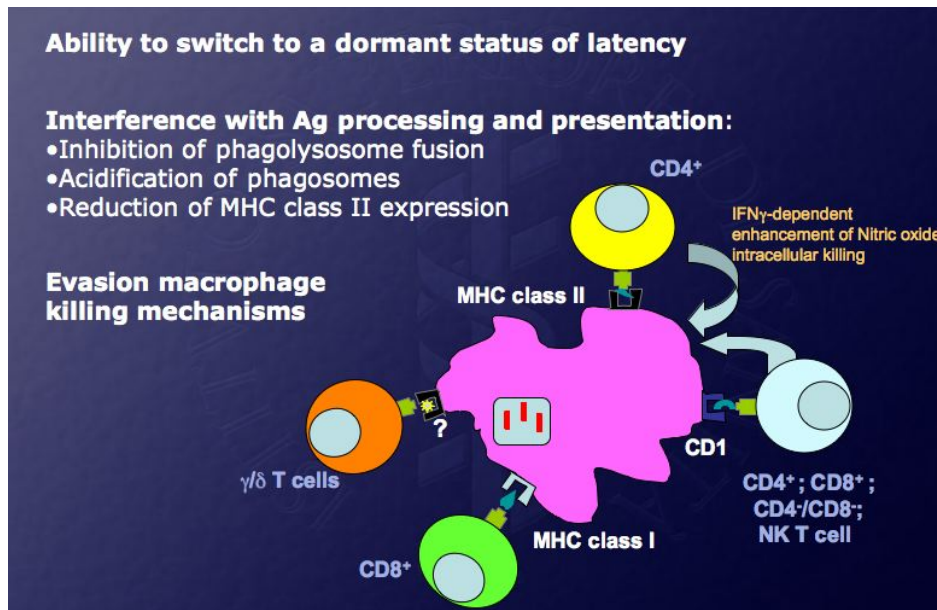 Ability to switch to a dormant status of latency
Interference with Ag processing and presentation:
•Inhibition of phagolysosome fusion
•Acidification of phagosomes
•Reduction of MHC class II expression
Evasion macrophage
killing mechanisms
CD4⁺
IFNγ-dependent
enhancement of Nitric oxide
intracellular killing
MHC class II
?
γ/δ T cells
CD1
CD4⁺; CD8⁺;
CD4⁻/CD8⁻;
NK T cell
MHC class I
CD8⁺